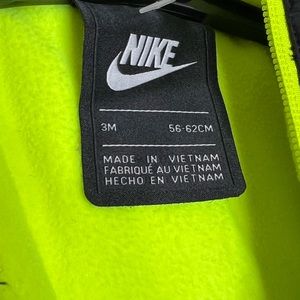 NIKE
3M 56-62CM
MADE IN VIETNAM
FABRIQUÉ AU VIETNAM
HECHO EN VIETNAM